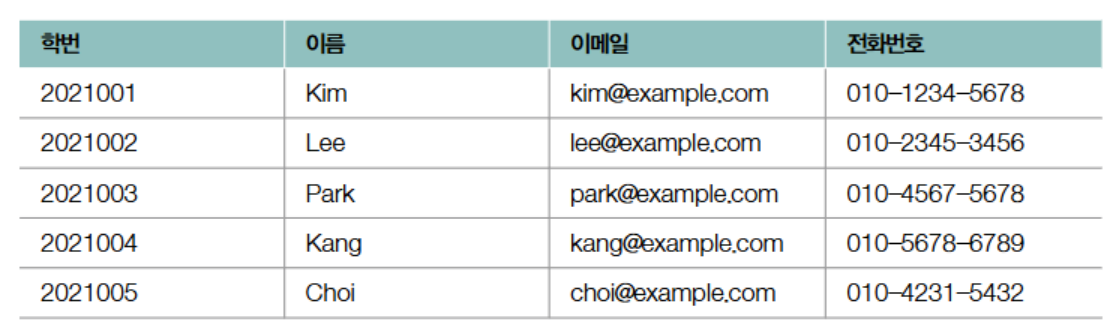 학번 이름 이메일 전화번호
2021001 Kim kim@example.com 010–1234–5678
2021002 Lee lee@example.com 010–2345–3456
2021003 Park park@example.com 010–4567–5678
2021004 Kang kang@example.com 010–5678–6789
2021005 Choi choi@example.com 010–4231–5432